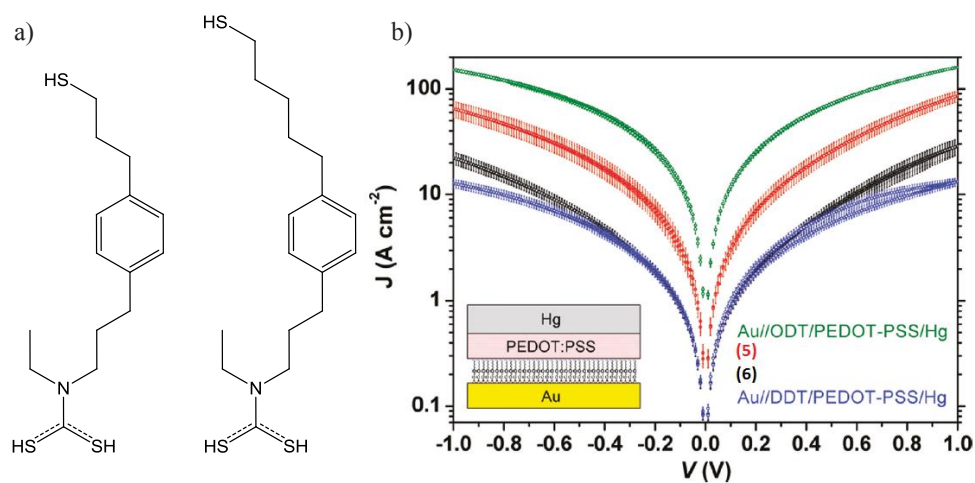 a)
HS
N
HS
SH
HS
N
HS
SH
b)
100
10
1
0.1
J (A cm⁻²)
Hg
PEDOT:PSS
Au
Au//ODT/PEDOT-PSS/Hg
(5)
(6)
Au//DDT/PEDOT-PSS/Hg
-1.0 -0.8 -0.6 -0.4 -0.2 0.0 0.2 0.4 0.6 0.8 1.0
V (V)